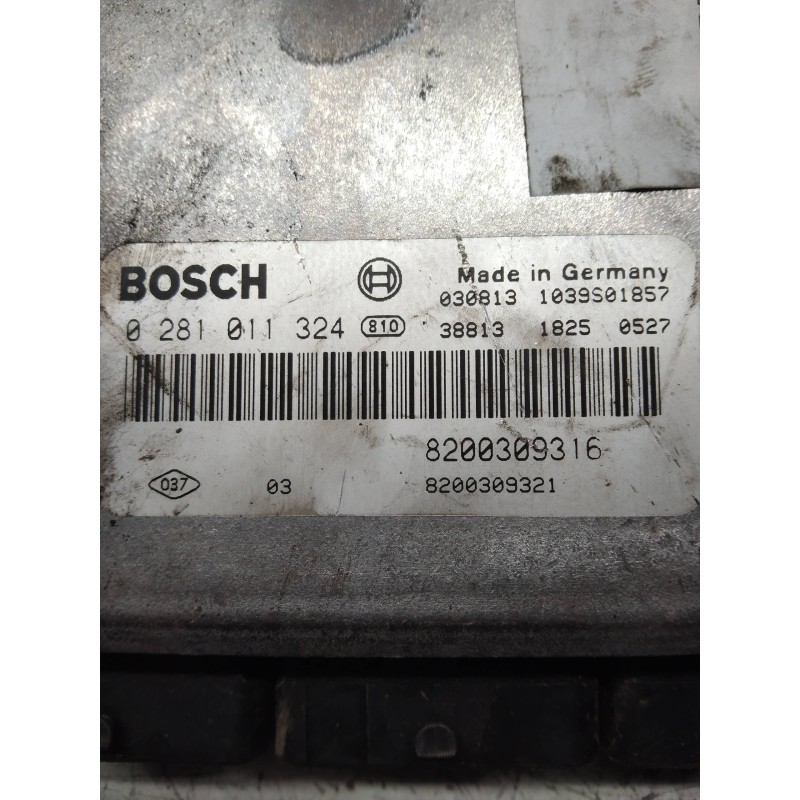 BOSCH
Made in Germany
030813 1039S01857
0 281 011 324 810 38813 1825 0527
8200309316
037 03 8200309321